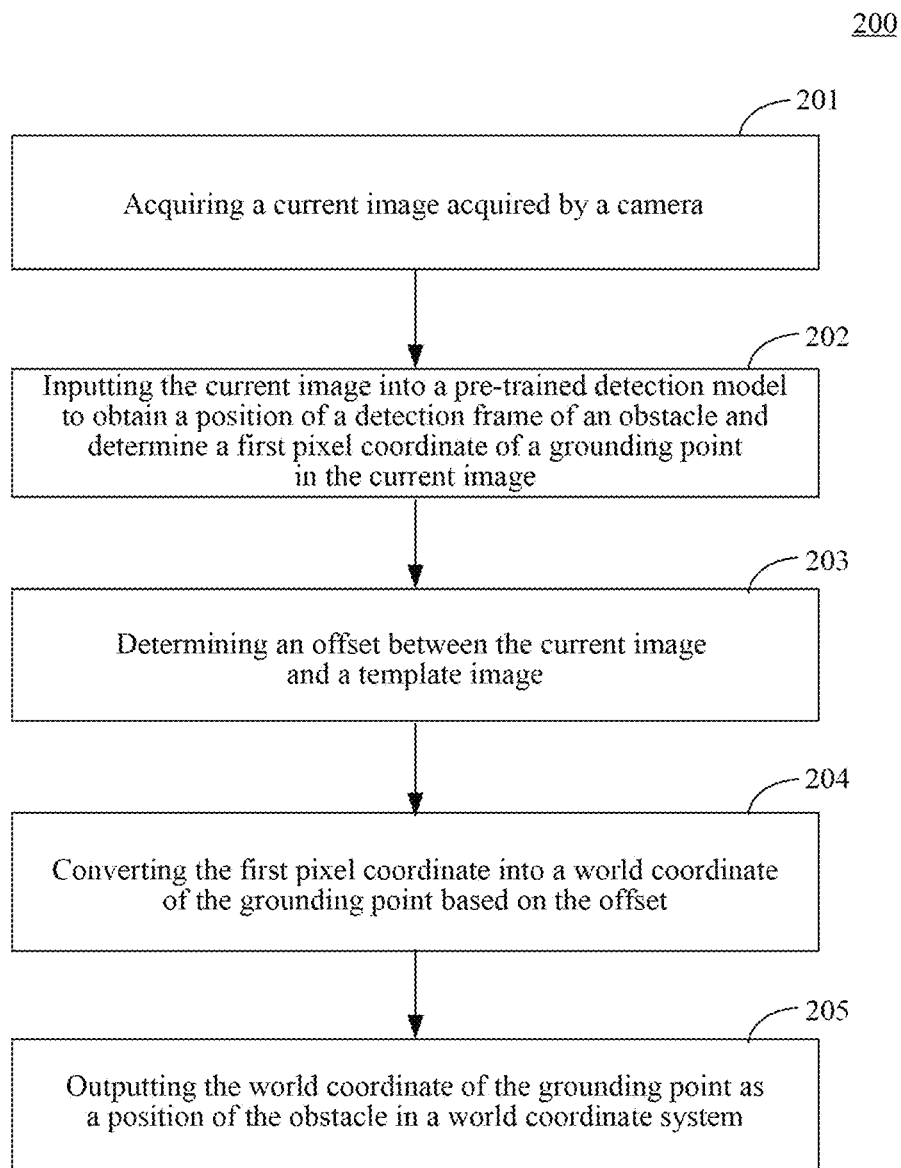 200
201
Acquiring a current image acquired by a camera
202
Inputting the current image into a pre-trained detection model
to obtain a position of a detection frame of an obstacle and
determine a first pixel coordinate of a grounding point
in the current image
203
Determining an offset between the current image
and a template image
204
Converting the first pixel coordinate into a world coordinate
of the grounding point based on the offset
205
Outputting the world coordinate of the grounding point as
a position of the obstacle in a world coordinate system